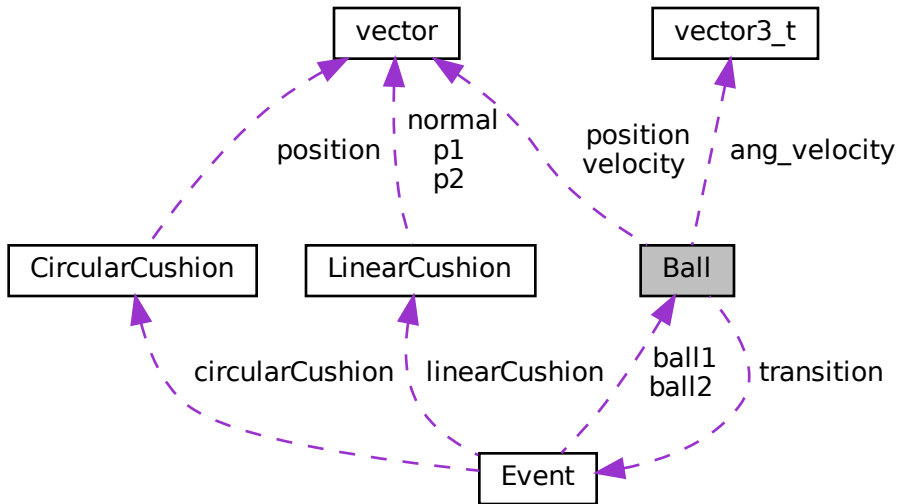 vector
vector3_t
position
normal
p1
p2
position
velocity
ang_velocity
CircularCushion
LinearCushion
Ball
circularCushion
linearCushion
ball1
ball2
transition
Event